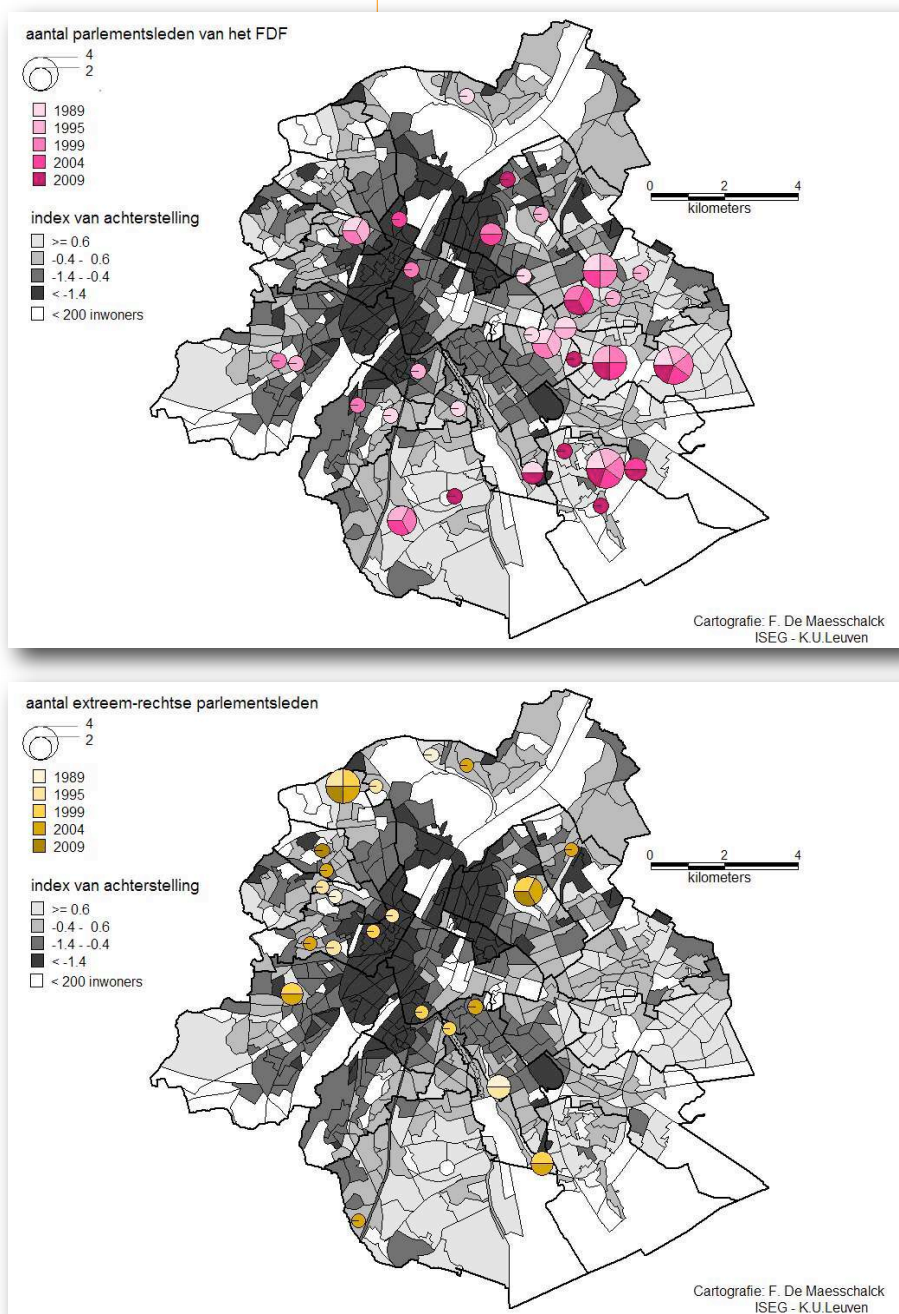 aantal parlementsleden van het FDF
4
2
1989
1995
1999
2004
2009
index van achterstelling
>= 0.6
-0.4 - 0.6
-1.4 - -0.4
< -1.4
< 200 inwoners
0 2 4
kilometers
Cartografie: F. De Maesschalck
ISEG - K.U.Leuven
aantal extreem-rechtse parlementsleden
4
2
1989
1995
1999
2004
2009
index van achterstelling
>= 0.6
-0.4 - 0.6
-1.4 - -0.4
< -1.4
< 200 inwoners
0 2 4
kilometers
Cartografie: F. De Maesschalck
ISEG - K.U.Leuven